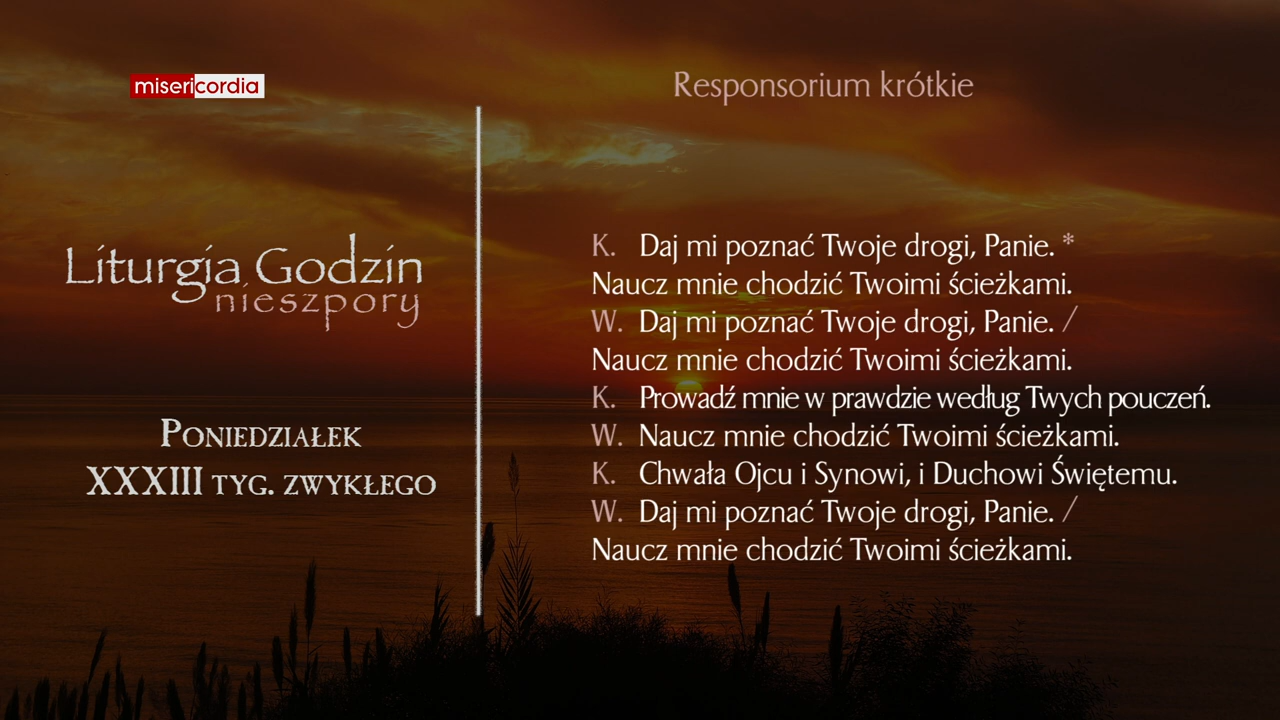 misericordia
Responsorium krótkie
Liturgia Godzin
nieszpory
Poniedziałek
XXXIII tyg. zwykłego
K. Daj mi poznać Twoje drogi, Panie. *
Naucz mnie chodzić Twoimi ścieżkami.
W. Daj mi poznać Twoje drogi, Panie. /
Naucz mnie chodzić Twoimi ścieżkami.
K. Prowadź mnie w prawdzie według Twych pouczeń.
W. Naucz mnie chodzić Twoimi ścieżkami.
K. Chwała Ojcu i Synowi, i Duchowi Świętemu.
W. Daj mi poznać Twoje drogi, Panie. /
Naucz mnie chodzić Twoimi ścieżkami.